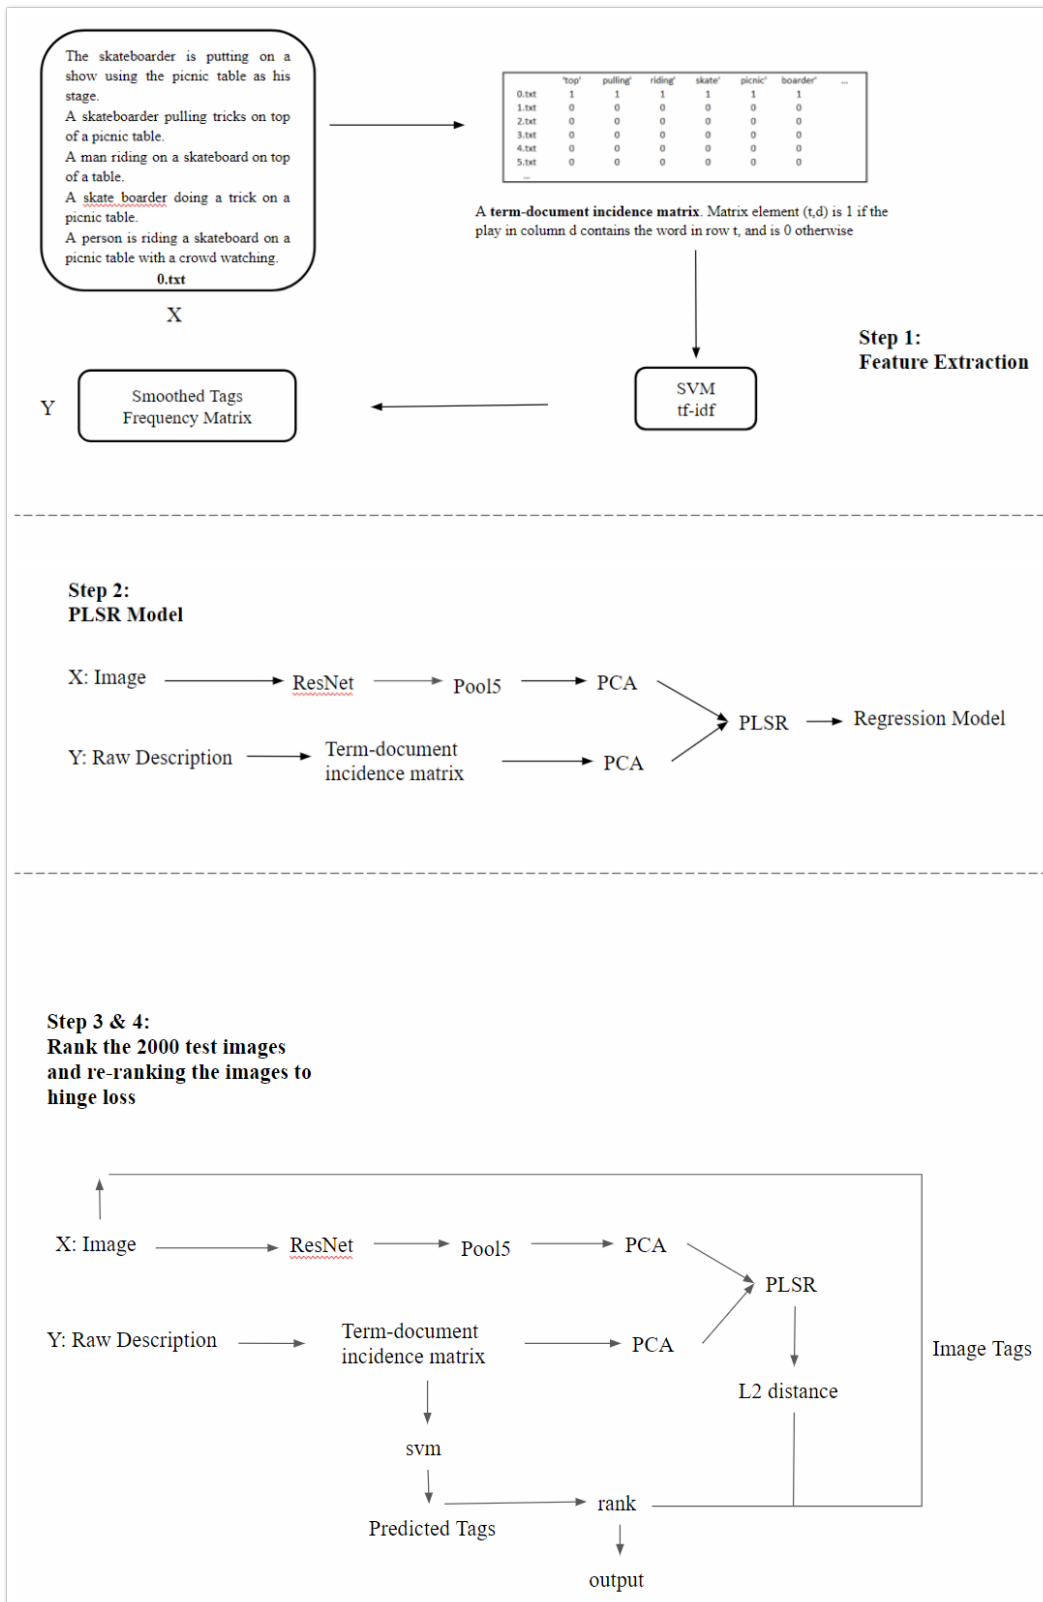 The skateboarder is putting on a
show using the picnic table as his
stage.
A skateboarder pulling tricks on top
of a picnic table.
A man riding on a skateboard on top
of a table.
A skate boarder doing a trick on a
picnic table.
A person is riding a skateboard on a
picnic table with a crowd watching.
0.txt
X
'top' pulling' riding' skate' picnic' boarder' ...
0.txt 1 1 1 1 1 1
1.txt 0 0 0 0 0 0
2.txt 0 0 0 0 0 0
3.txt 0 0 0 0 0 0
4.txt 0 0 0 0 0 0
5.txt 0 0 0 0 0 0
...
A term-document incidence matrix. Matrix element (t,d) is 1 if the
play in column d contains the word in row t, and is 0 otherwise
Step 1:
Feature Extraction
SVM
tf-idf
Y
Smoothed Tags
Frequency Matrix
Step 2:
PLSR Model
X: Image ResNet Pool5 PCA
PLSR Regression Model
Y: Raw Description Term-document
incidence matrix PCA
Step 3 & 4:
Rank the 2000 test images
and re-ranking the images to
hinge loss
X: Image ResNet Pool5 PCA
PLSR
Y: Raw Description Term-document
incidence matrix PCA
Image Tags
L2 distance
svm
rank
Predicted Tags
output